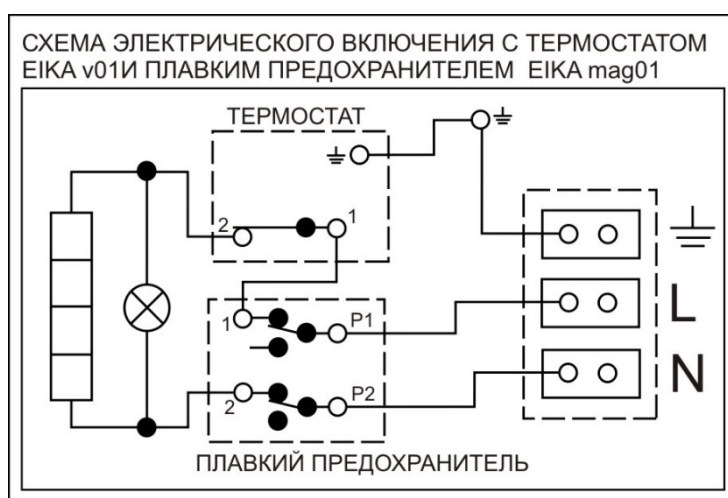 СХЕМА ЭЛЕКТРИЧЕСКОГО ВКЛЮЧЕНИЯ С ТЕРМОСТАТОМ
EIKA v01И ПЛАВКИМ ПРЕДОХРАНИТЕЛЕМ EIKA mag01
ТЕРМОСТАТ
2
1
1
P1
L
2
P2
N
ПЛАВКИЙ ПРЕДОХРАНИТЕЛЬ